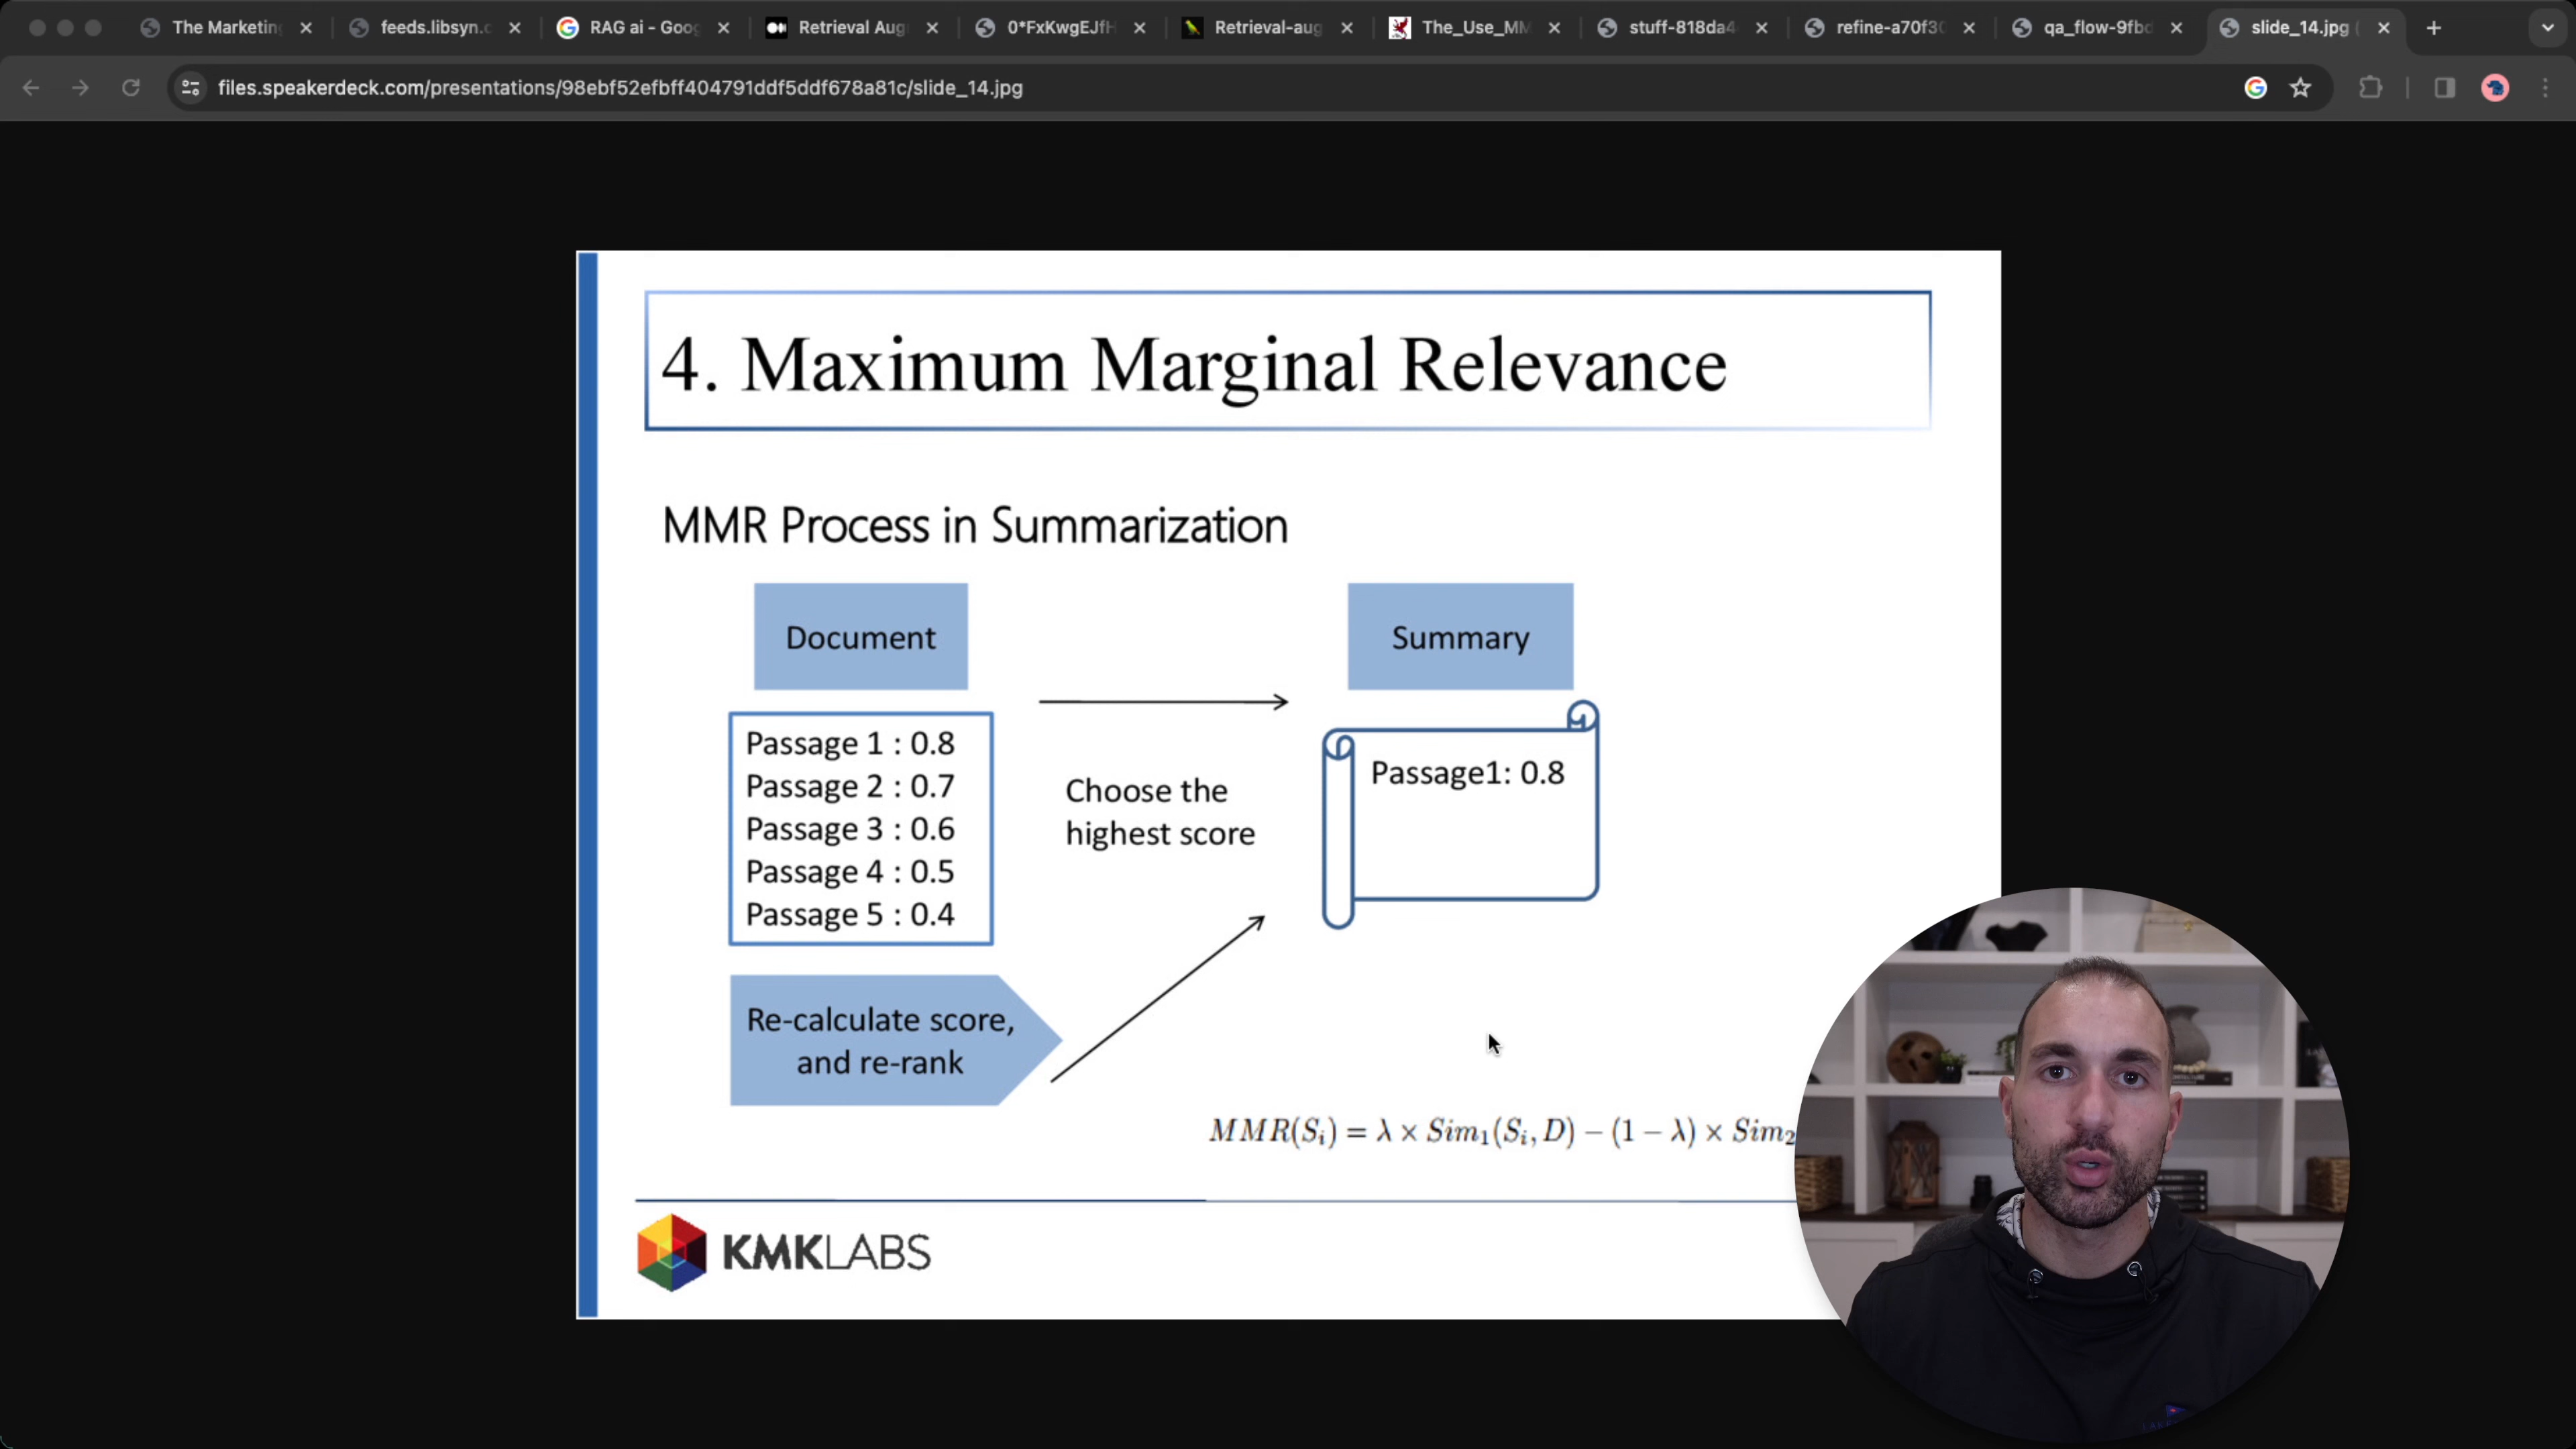 The Marketin
feeds.libsyn.c
RAG ai - Goog
Retrieval Aug
0*FxKwgEJfH
Retrieval-aug
The_Use_MM
stuff-818da4
refine-a70f30
qa_flow-9fbd
slide_14.jpg (
files.speakerdeck.com/presentations/98ebf52efbff404791ddf5ddf678a81c/slide_14.jpg
4. Maximum Marginal Relevance
MMR Process in Summarization
Document
Summary
Passage 1 : 0.8
Passage 2 : 0.7
Passage 3 : 0.6
Passage 4 : 0.5
Passage 5 : 0.4
Choose the
highest score
Passage1: 0.8
Re-calculate score,
and re-rank
MMR(Sᵢ) = λ × Sim₁(Sᵢ, D) − (1 − λ) × Sim₂
KMKLABS